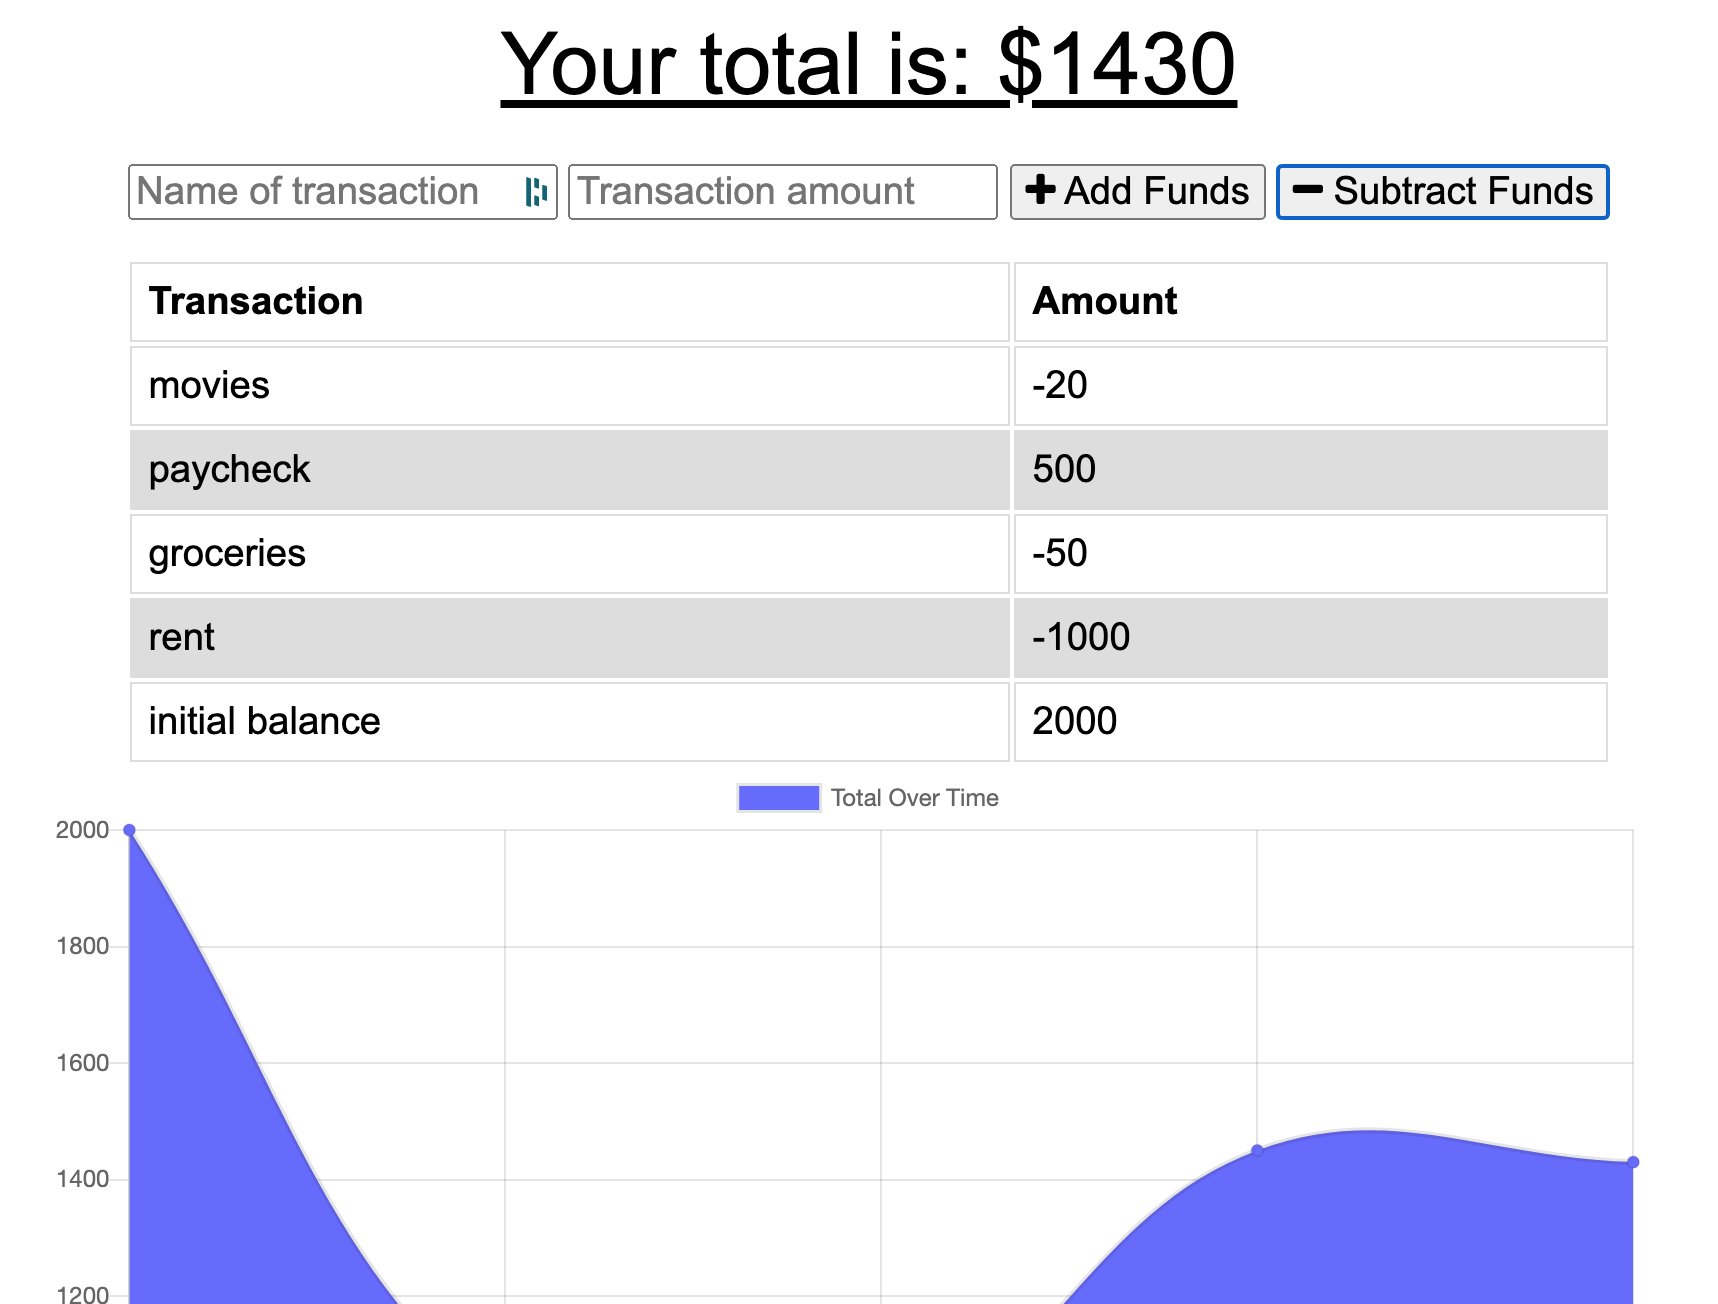 Your total is: $1430
Name of transaction Transaction amount Add Funds Subtract Funds
Transaction Amount
movies -20
paycheck 500
groceries -50
rent -1000
initial balance 2000
Total Over Time
2000
1800
1600
1400
1200